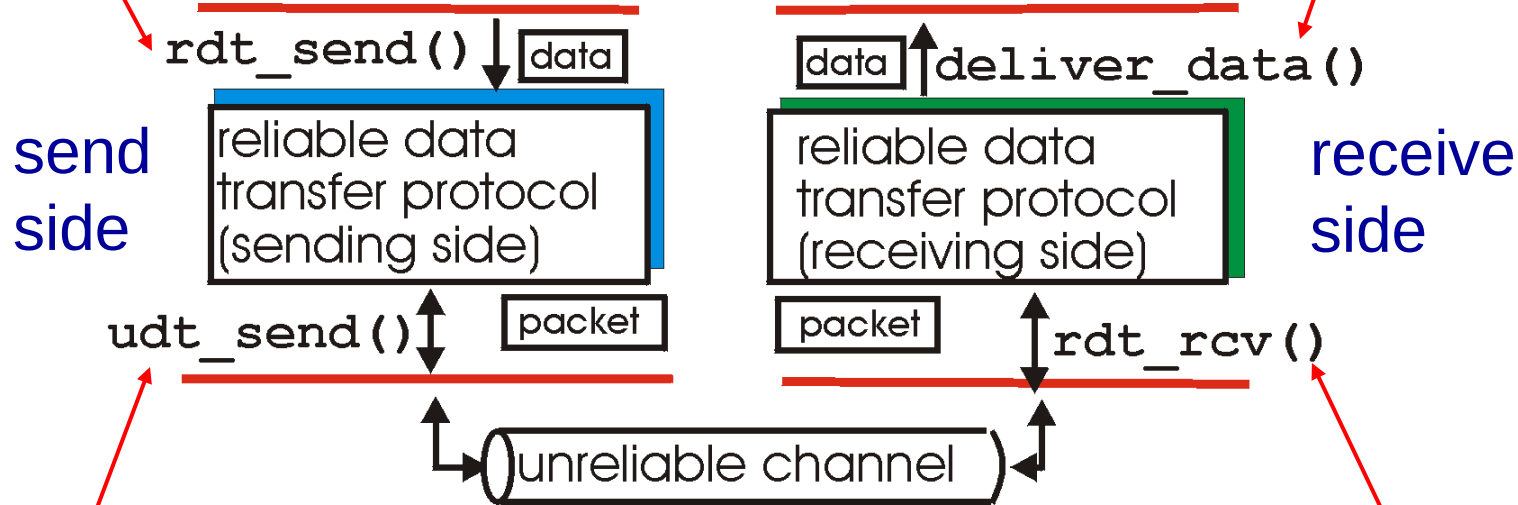 rdt_send()
data
data
deliver_data()
send
side
reliable data
transfer protocol
(sending side)
reliable data
transfer protocol
(receiving side)
receive
side
udt_send()
packet
packet
rdt_rcv()
unreliable channel